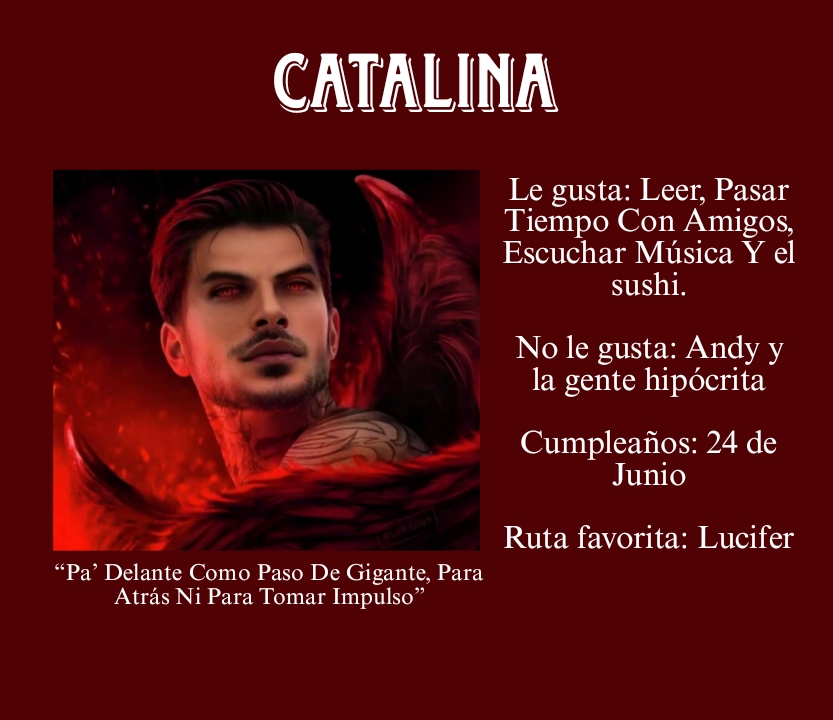 CATALINA
Le gusta: Leer, Pasar
Tiempo Con Amigos,
Escuchar Música Y el
sushi.
No le gusta: Andy y
la gente hipócrita
Cumpleaños: 24 de
Junio
Ruta favorita: Lucifer
“Pa’ Delante Como Paso De Gigante, Para
Atrás Ni Para Tomar Impulso”